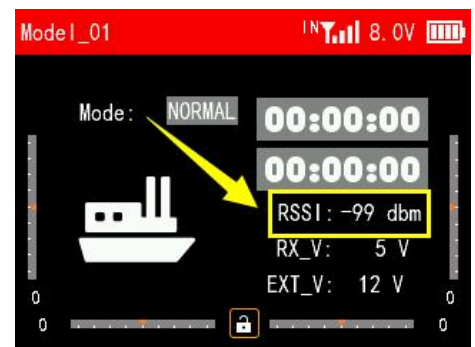 Model_01 IN 8.0V
Mode: NORMAL 00:00:00
00:00:00
RSSI:-99 dbm
RX_V: 5 V
EXT_V: 12 V
0 0
0 0